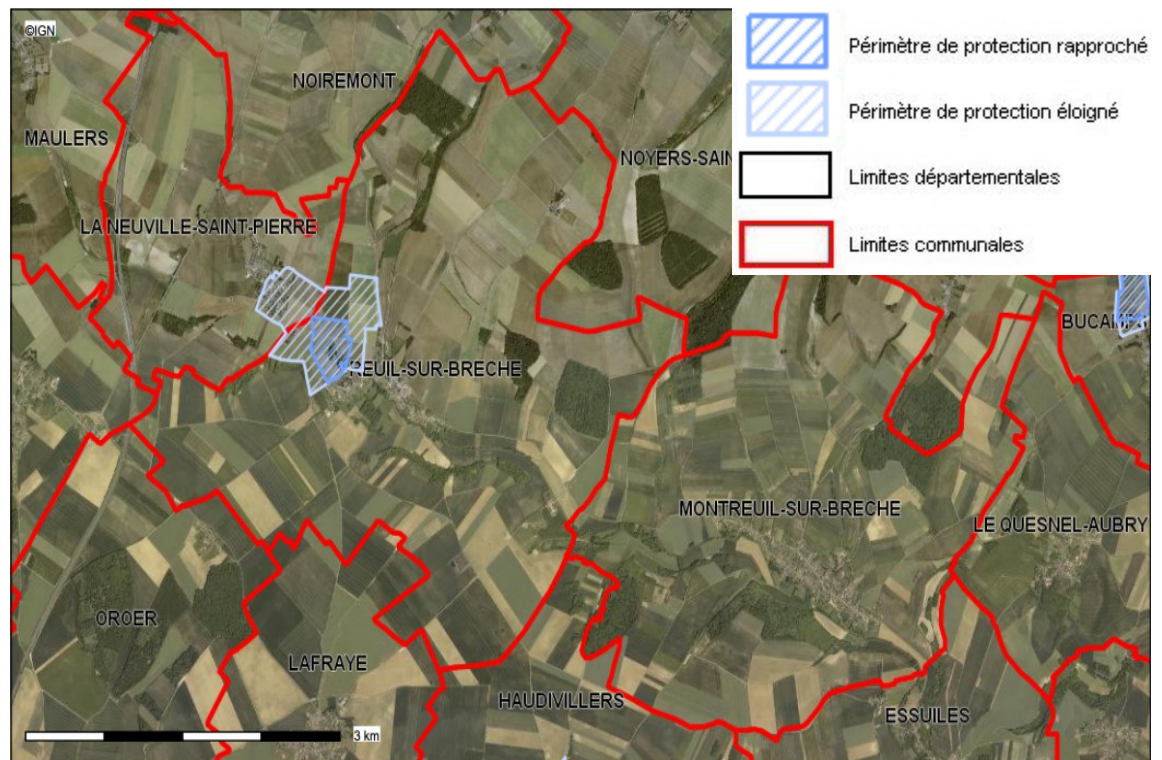 ©IGN
Périmètre de protection rapproché
NOIREMONT
Périmètre de protection éloigné
MAULERS
NOYERS-SAIN
Limites départementales
LA NEUVILLE-SAINT-PIERRE
Limites communales
BUCAMPS
REUIL-SUR-BRECHE
MONTREUIL-SUR-BRECHE
LE QUESNEL-AUBRY
OROER
LAFRAYE
HAUDIVILLERS
ESSUILES
3 km